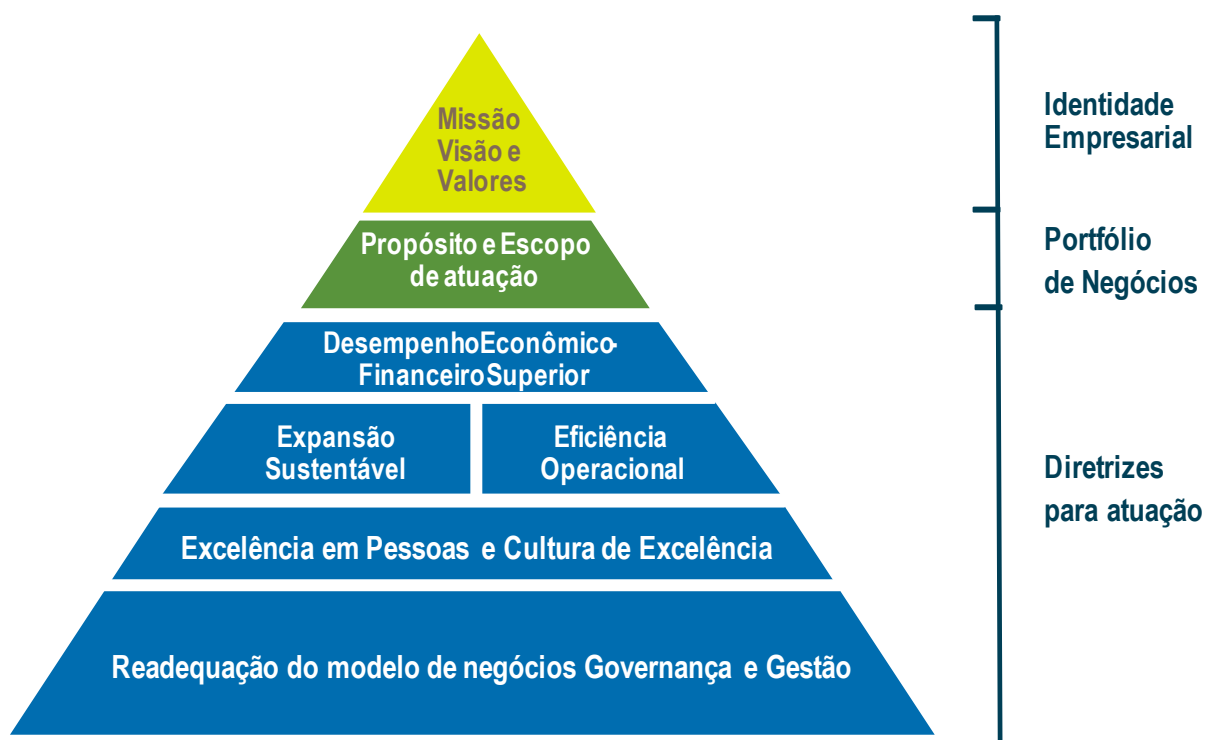 Missão
Visão e
Valores
Propósito e Escopo
de atuação
Desempenho Econômico-
Financeiro Superior
Expansão
Sustentável
Eficiência
Operacional
Excelência em Pessoas e Cultura de Excelência
Readequação do modelo de negócios Governança e Gestão
Identidade
Empresarial
Portfólio
de Negócios
Diretrizes
para atuação